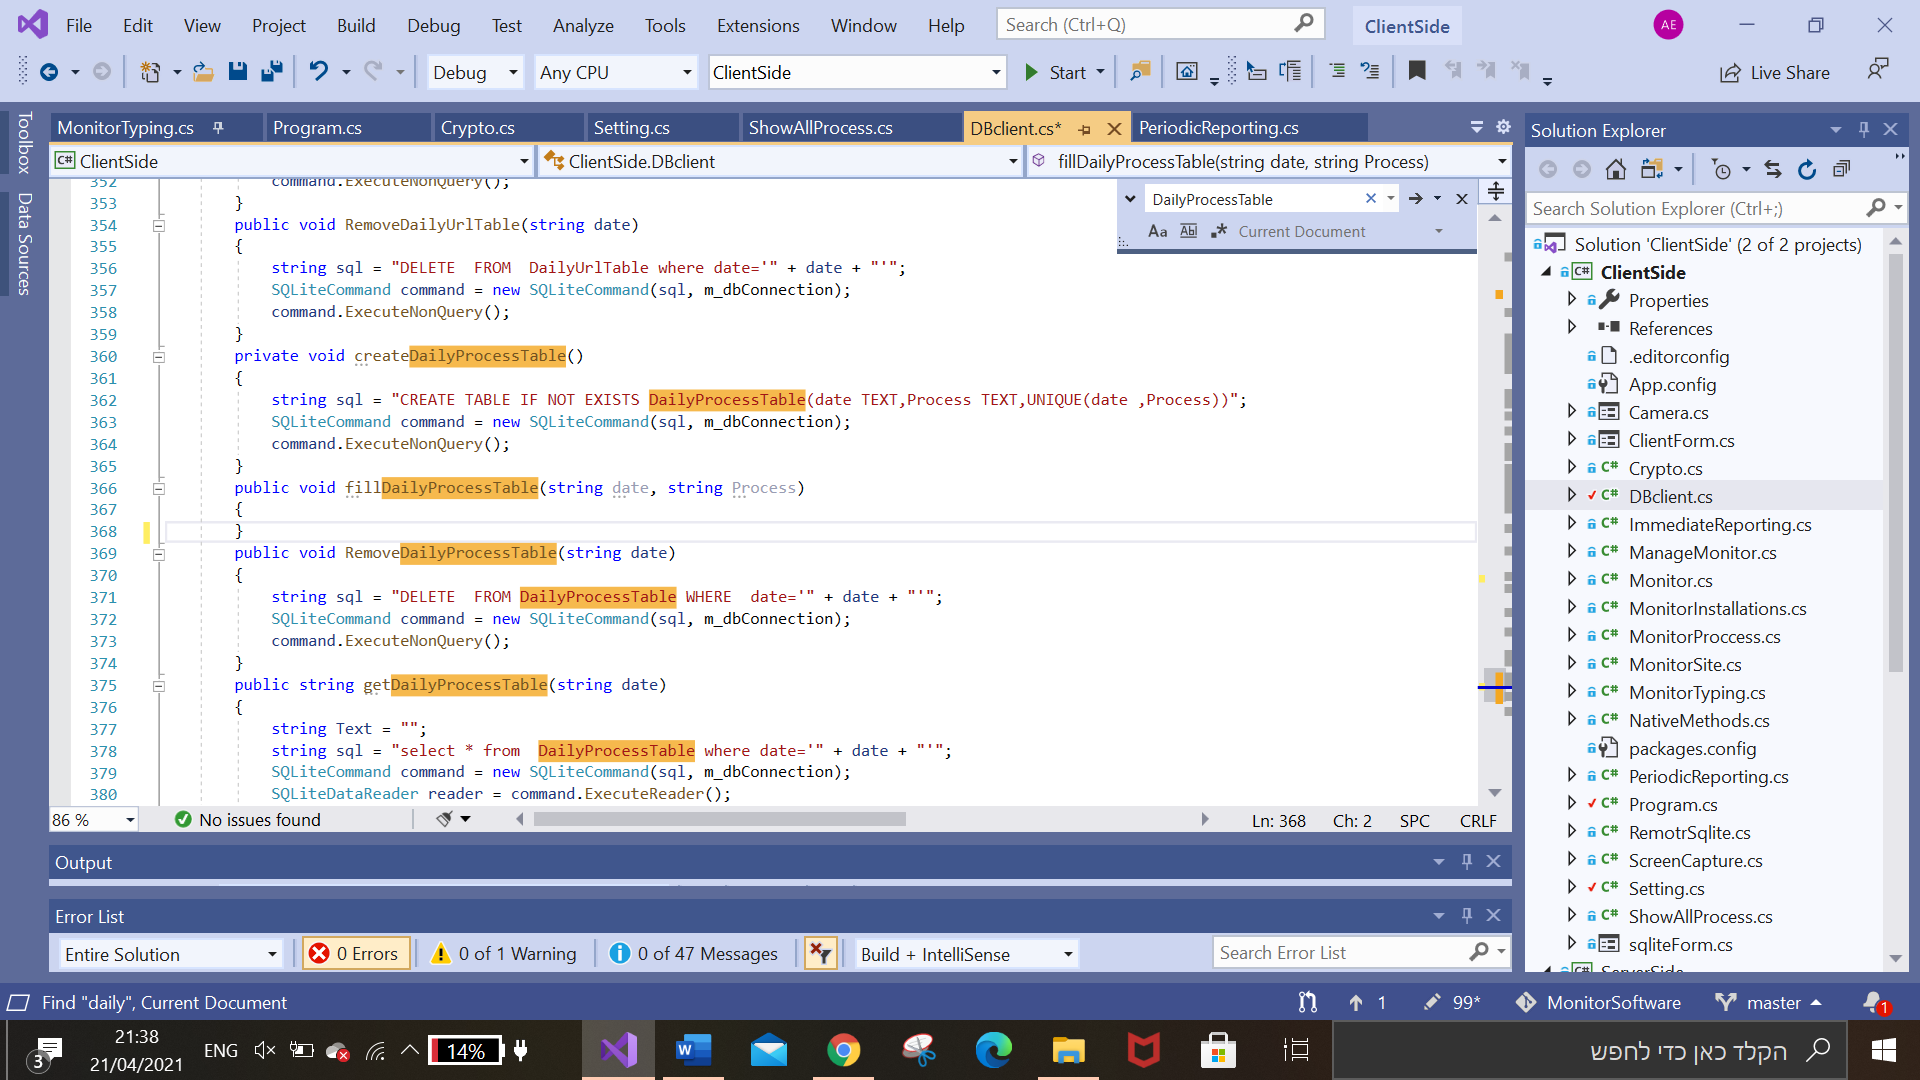 File Edit View Project Build Debug Test Analyze Tools Extensions Window Help Search (Ctrl+Q) ClientSide AE
Debug Any CPU ClientSide Start Live Share
Toolbox
Data Sources
MonitorTyping.cs Program.cs Crypto.cs Setting.cs ShowAllProcess.cs DBclient.cs* PeriodicReporting.cs
C# ClientSide ClientSide.DBclient fillDailyProcessTable(string date, string Process)
DailyProcessTable
Aa Abl Current Document
352 command.ExecuteNonQuery();
353 }
354 public void RemoveDailyUrlTable(string date)
355 {
356 string sql = "DELETE  FROM  DailyUrlTable where date='" + date + "'";
357 SQLiteCommand command = new SQLiteCommand(sql, m_dbConnection);
358 command.ExecuteNonQuery();
359 }
360 private void createDailyProcessTable()
361 {
362 string sql = "CREATE TABLE IF NOT EXISTS DailyProcessTable(date TEXT,Process TEXT,UNIQUE(date ,Process))";
363 SQLiteCommand command = new SQLiteCommand(sql, m_dbConnection);
364 command.ExecuteNonQuery();
365 }
366 public void fillDailyProcessTable(string date, string Process)
367 {
368 }
369 public void RemoveDailyProcessTable(string date)
370 {
371 string sql = "DELETE  FROM DailyProcessTable WHERE  date='" + date + "'";
372 SQLiteCommand command = new SQLiteCommand(sql, m_dbConnection);
373 command.ExecuteNonQuery();
374 }
375 public string getDailyProcessTable(string date)
376 {
377 string Text = "";
378 string sql = "select * from  DailyProcessTable where date='" + date + "'";
379 SQLiteCommand command = new SQLiteCommand(sql, m_dbConnection);
380 SQLiteDataReader reader = command.ExecuteReader();
86 % No issues found Ln: 368 Ch: 2 SPC CRLF
Output
Error List
Entire Solution 0 Errors 0 of 1 Warning 0 of 47 Messages Build + IntelliSense Search Error List
Solution Explorer
Search Solution Explorer (Ctrl+;)
Solution 'ClientSide' (2 of 2 projects)
C# ClientSide
Properties
References
.editorconfig
App.config
Camera.cs
ClientForm.cs
C# Crypto.cs
C# DBclient.cs
C# ImmediateReporting.cs
C# ManageMonitor.cs
C# Monitor.cs
C# MonitorInstallations.cs
C# MonitorProccess.cs
C# MonitorSite.cs
C# MonitorTyping.cs
C# NativeMethods.cs
packages.config
C# PeriodicReporting.cs
C# Program.cs
C# RemotrSqlite.cs
C# ScreenCapture.cs
C# Setting.cs
C# ShowAllProcess.cs
sqliteForm.cs
C# ServerSide
Find "daily", Current Document 1 99* MonitorSoftware master 1
3 21:38 ENG 14% הקלד כאן כדי לחפש
21/04/2021